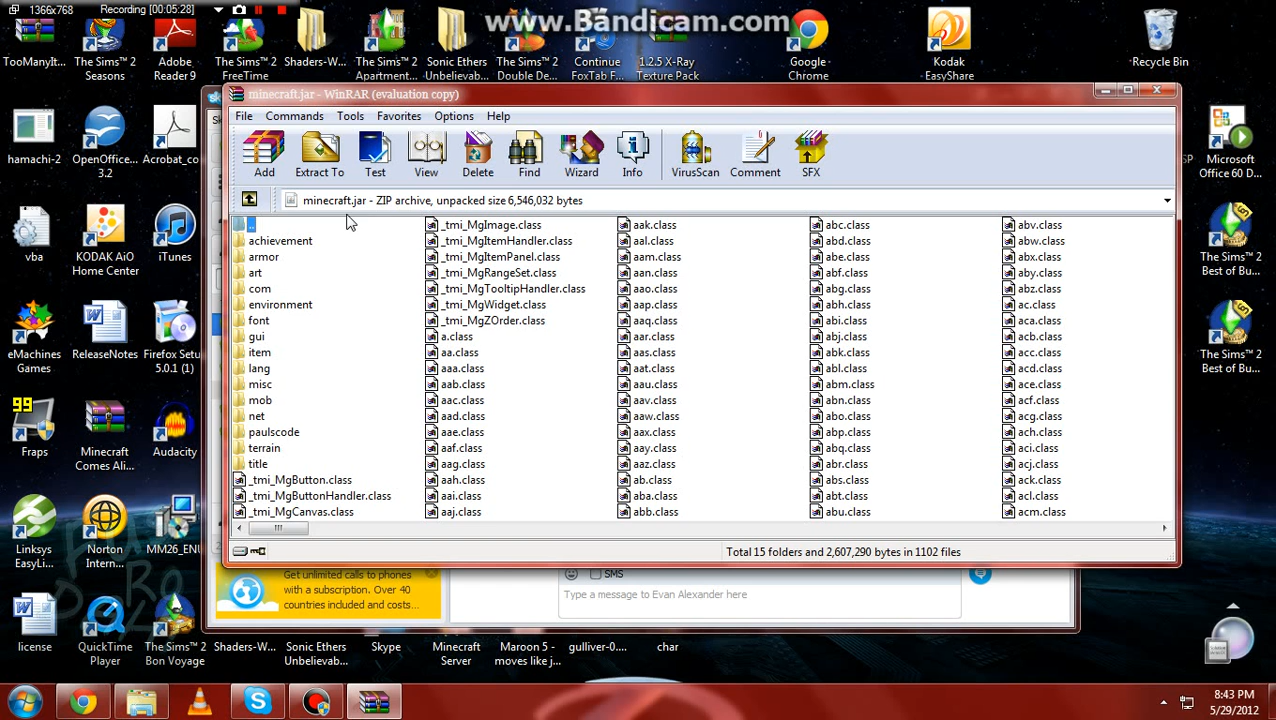 1366x768
Recording [00:05:28]
www.Bandicam.com
TooManyIt...
The Sims™ 2
Seasons
Adobe
Reader 9
The Sims™ 2
FreeTime
Shaders-W...
The Sims™ 2
Apartment...
Sonic Ethers
Unbelievab...
The Sims™ 2
Double De...
Continue
FoxTab F...
1.2.5 X-Ray
Texture Pack
Google
Chrome
Kodak
EasyShare
Recycle Bin
hamachi-2
OpenOffice...
3.2
Acrobat_co
vba
KODAK AiO
Home Center
iTunes
eMachines
Games
ReleaseNotes
Firefox Setu
5.0.1 (1)
99
Fraps
Minecraft
Comes Ali...
Audacity
Linksys
EasyLi...
Norton
Intern...
MM26_ENU
license
QuickTime
Player
The Sims™ 2
Bon Voyage
Shaders-W...
Sonic Ethers
Unbelievab...
Skype
Minecraft
Server
Maroon 5 -
moves like j...
gulliver-0....
char
Microsoft
Office 60 D...
The Sims™ 2
Best of Bu...
The Sims™ 2
Best of Bu...
minecraft.jar - WinRAR (evaluation copy)
File Commands Tools Favorites Options Help
Add Extract To Test View Delete Find Wizard Info VirusScan Comment SFX
minecraft.jar - ZIP archive, unpacked size 6,546,032 bytes
..
achievement
armor
art
com
environment
font
gui
item
lang
misc
mob
net
paulscode
terrain
title
_tmi_MgButton.class
_tmi_MgButtonHandler.class
_tmi_MgCanvas.class
_tmi_MgImage.class
_tmi_MgItemHandler.class
_tmi_MgItemPanel.class
_tmi_MgRangeSet.class
_tmi_MgTooltipHandler.class
_tmi_MgWidget.class
_tmi_MgZOrder.class
a.class
aa.class
aaa.class
aab.class
aac.class
aad.class
aae.class
aaf.class
aag.class
aah.class
aai.class
aaj.class
aak.class
aal.class
aam.class
aan.class
aao.class
aap.class
aaq.class
aar.class
aas.class
aat.class
aau.class
aav.class
aaw.class
aax.class
aay.class
aaz.class
ab.class
aba.class
abb.class
abc.class
abd.class
abe.class
abf.class
abg.class
abh.class
abi.class
abj.class
abk.class
abl.class
abm.class
abn.class
abo.class
abp.class
abq.class
abr.class
abs.class
abt.class
abu.class
abv.class
abw.class
abx.class
aby.class
abz.class
ac.class
aca.class
acb.class
acc.class
acd.class
ace.class
acf.class
acg.class
ach.class
aci.class
acj.class
ack.class
acl.class
acm.class
Total 15 folders and 2,607,290 bytes in 1102 files
Get unlimited calls to phones
with a subscription. Over 40
countries included and costs...
SMS
Type a message to Evan Alexander here
8:43 PM
5/29/2012